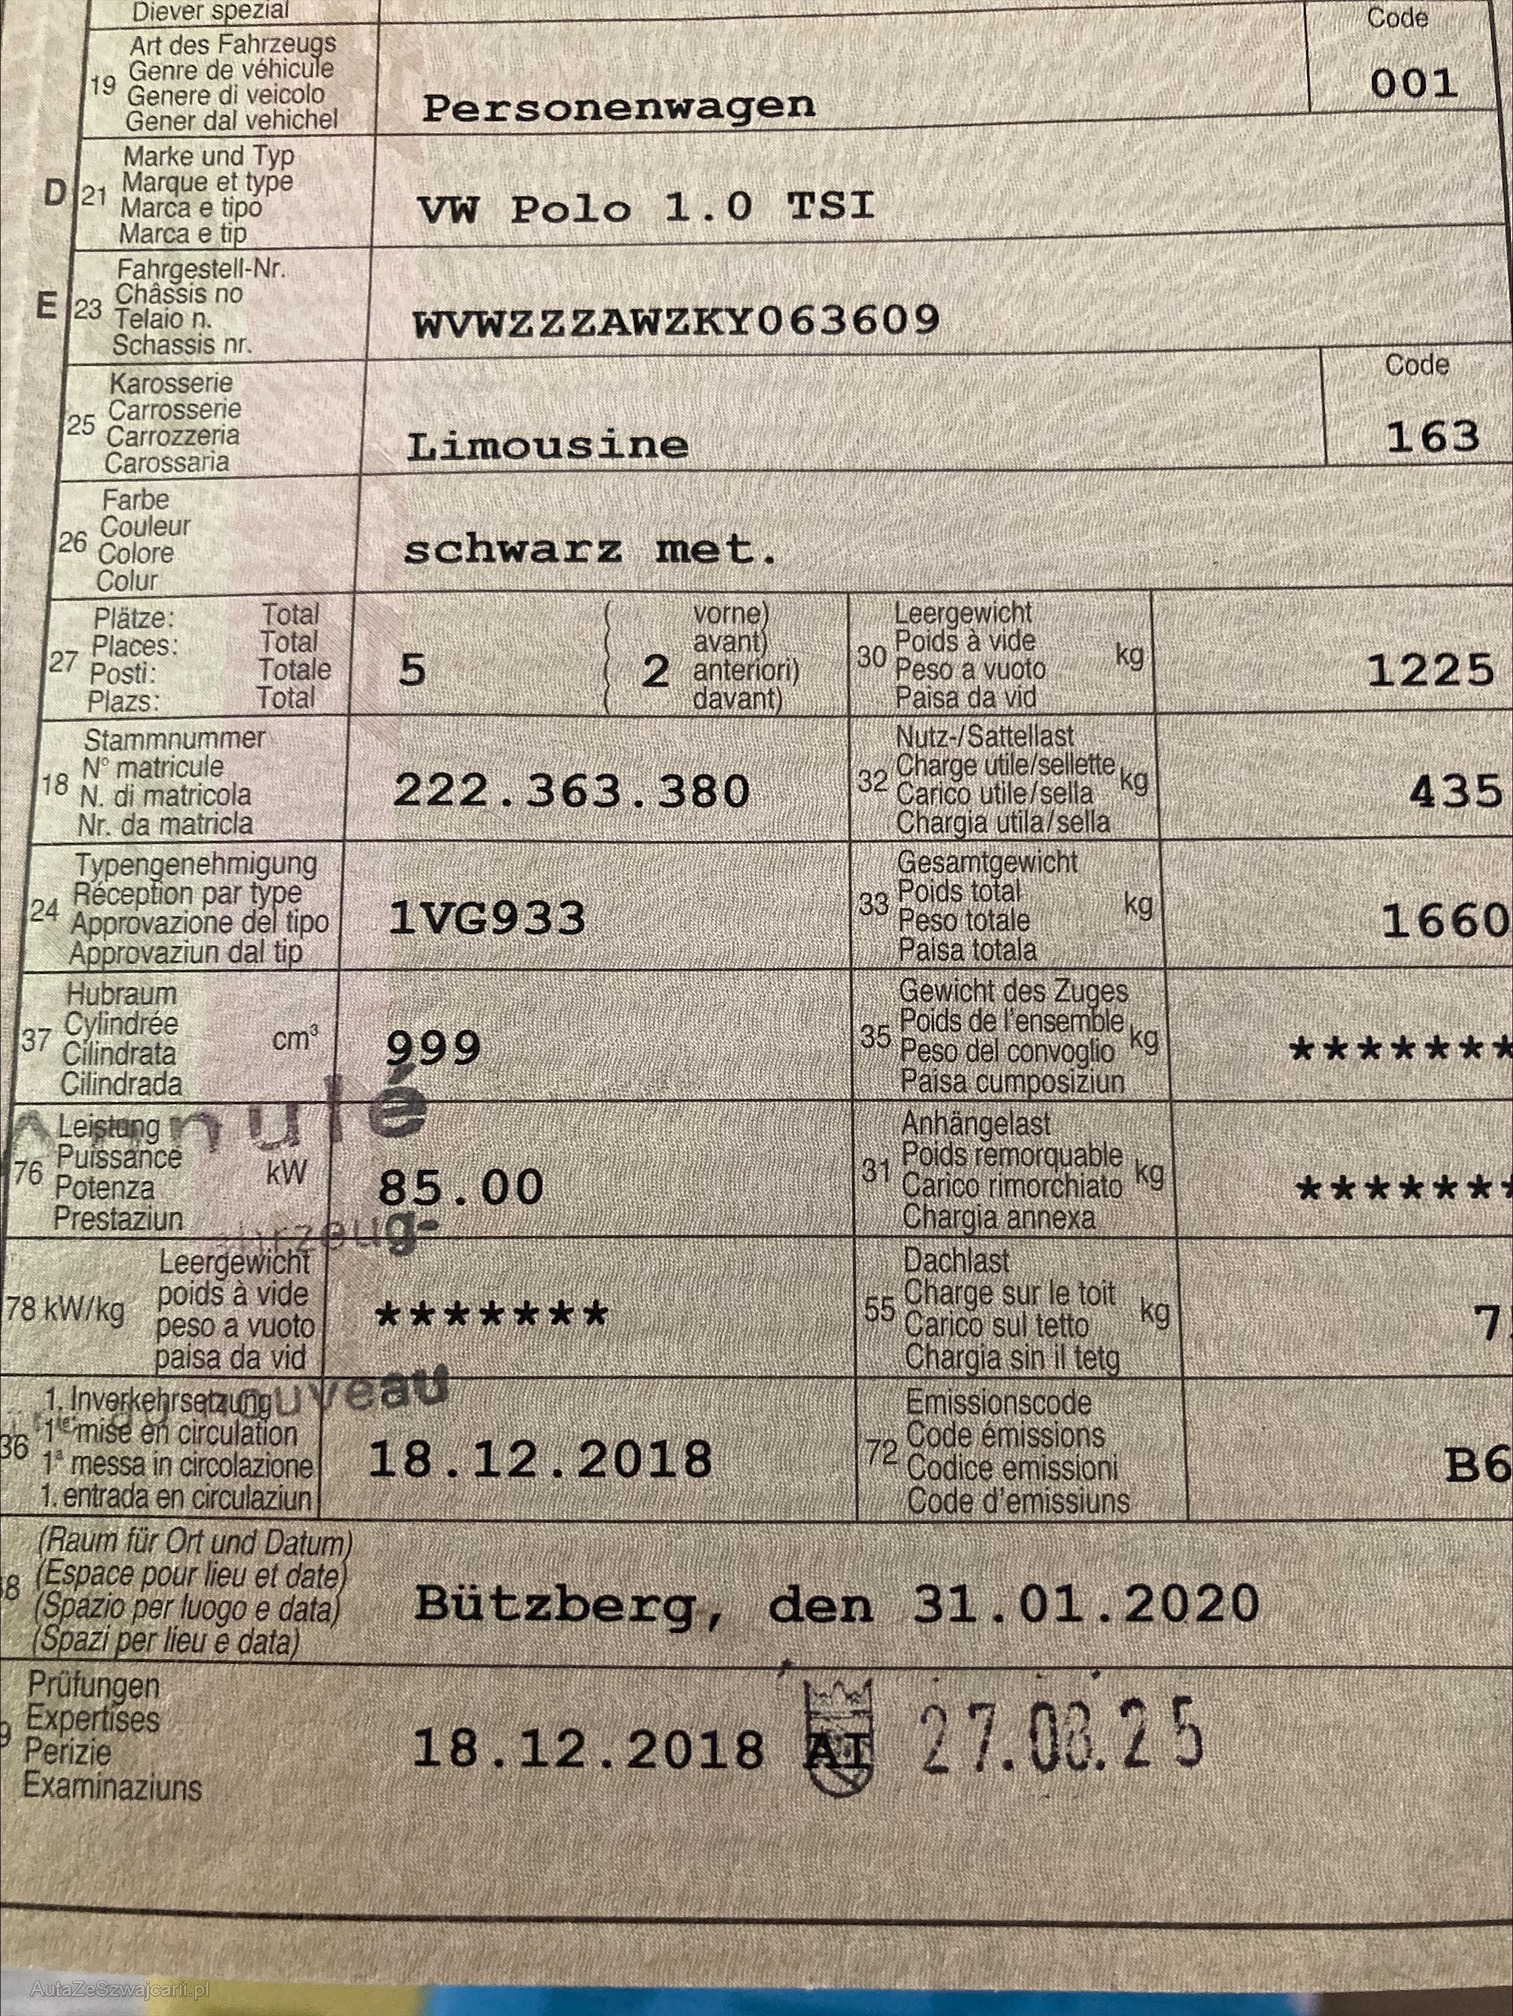 Diever spezial
Code
Art des Fahrzeugs
Genre de véhicule
19
Genere di veicolo
Gener dal vehichel
Personenwagen
001
Marke und Typ
D 21 Marque et type
Marca e tipo
Marca e tip
VW Polo 1.0 TSI
Fahrgestell-Nr.
E 23 Châssis no
Telaio n.
Schassis nr.
WVWZZZAWZKY063609
Code
Karosserie
25 Carrosserie
Carrozzeria
Carossaria
Limousine
163
Farbe
Couleur
26 Colore
Colur
schwarz met.
Plätze: Total
27 Places: Total
Posti: Totale
Plazs: Total
5
( 2 vorne)
avant)
anteriori)
davant)
Leergewicht
30 Poids à vide kg
Peso a vuoto
Paisa da vid
1225
Stammnummer
18 N° matricule
N. di matricola
Nr. da matricla
222.363.380
Nutz-/Sattellast
32 Charge utile/sellette kg
Carico utile/sella
Chargia utila/sella
435
Typengenehmigung
24 Réception par type
Approvazione del tipo
Approvaziun dal tip
1VG933
Gesamtgewicht
33 Poids total kg
Peso totale
Paisa totala
1660
Hubraum
37 Cylindrée cm³
Cilindrata
Cilindrada
999
Gewicht des Zuges
35 Poids de l'ensemble kg
Peso del convoglio
Paisa cumposiziun
*******
Annulé
Leistung
76 Puissance kW
Potenza
Prestaziun
85.00
Anhängelast
31 Poids remorquable kg
Carico rimorchiato
Chargia annexa
*******
Leergewicht
78 kW/kg poids à vide
peso a vuoto
paisa da vid
*******
Dachlast
55 Charge sur le toit kg
Carico sul tetto
Chargia sin il tetg
7
nouveau
1. Inverkehrsetzung
36 1re mise en circulation
1a messa in circolazione
1. entrada en circulaziun
18.12.2018
Emissionscode
72 Code émissions
Codice emissioni
Code d'emissiuns
B6
(Raum für Ort und Datum)
(Espace pour lieu et date)
(Spazio per luogo e data)
(Spazi per lieu e data)
Bützberg, den 31.01.2020
Prüfungen
Expertises
Perizie
Examinaziuns
18.12.2018 AI 27.08.25
AutaZeSzwajcarii.pl